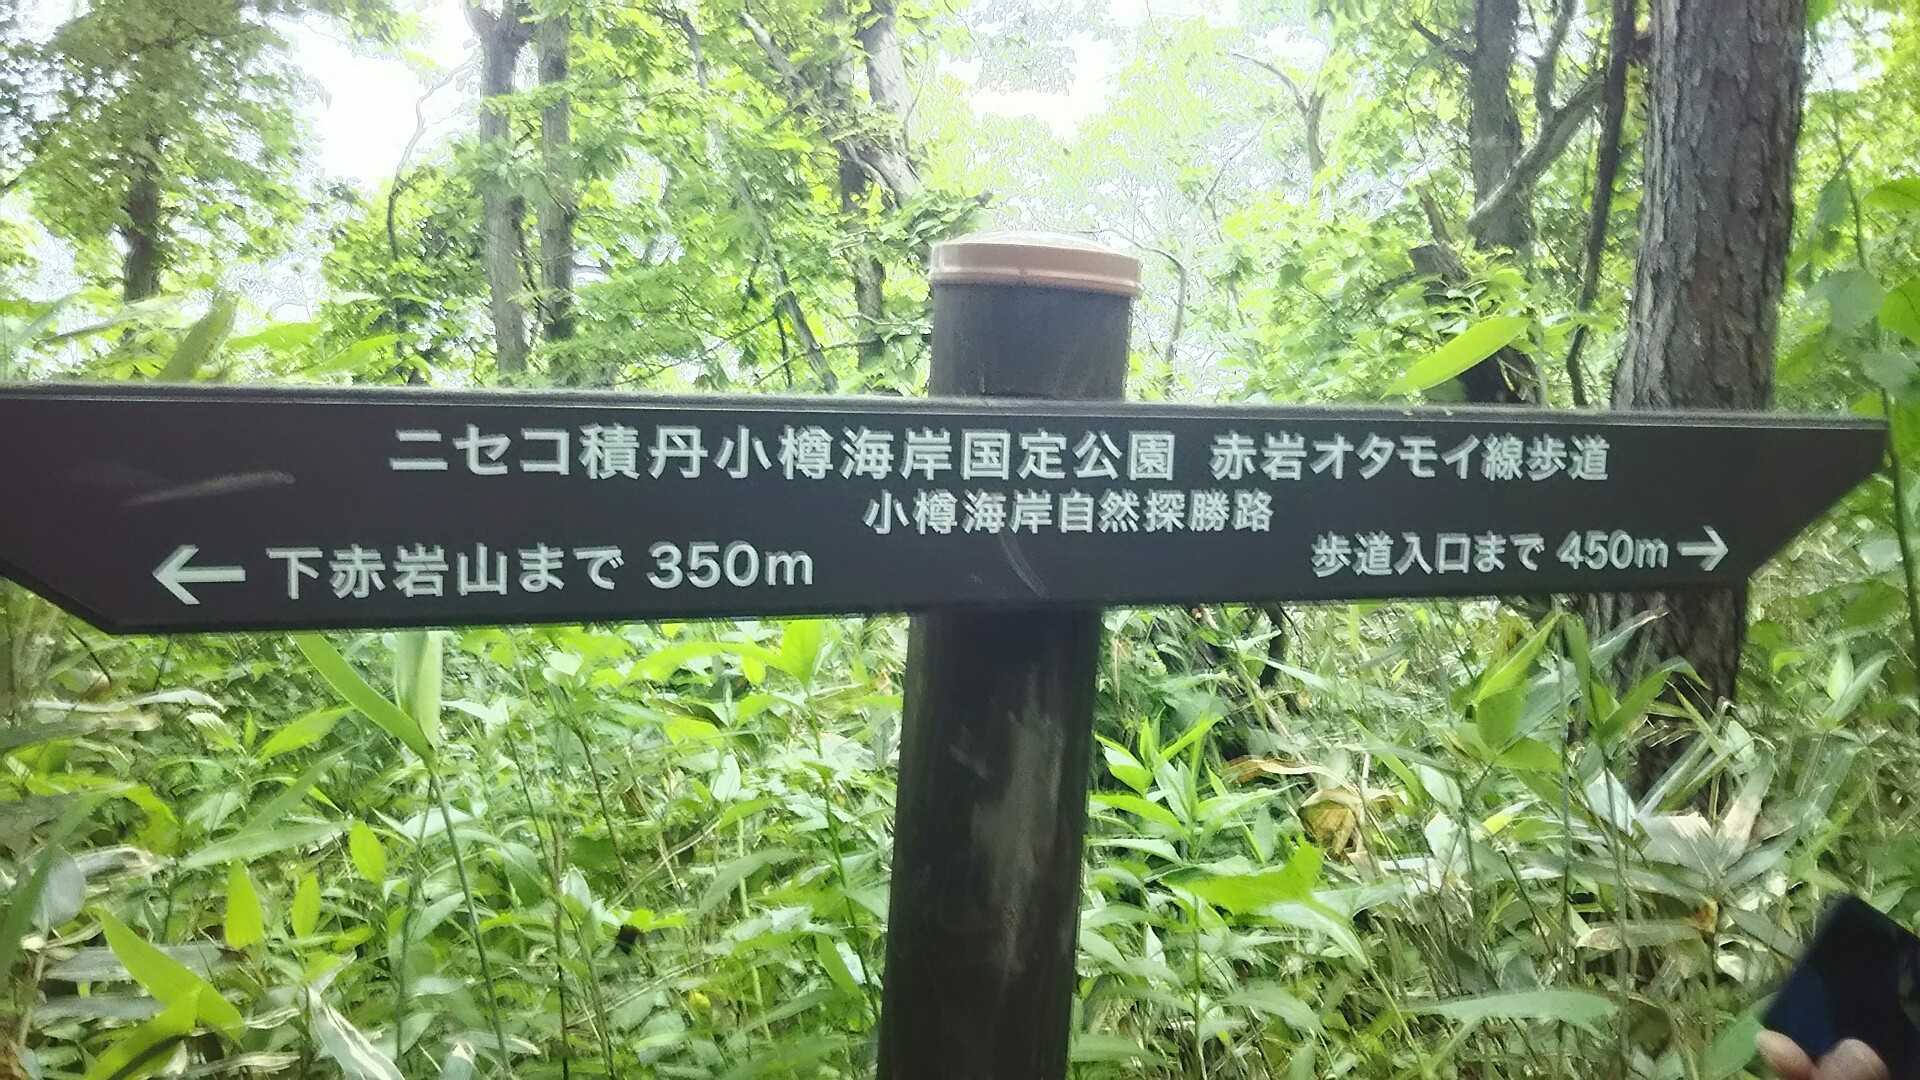 ニセコ積丹小樽海岸国定公園 赤岩オタモイ線歩道
小樽海岸自然探勝路
← 下赤岩山まで 350m
歩道入口まで 450m →